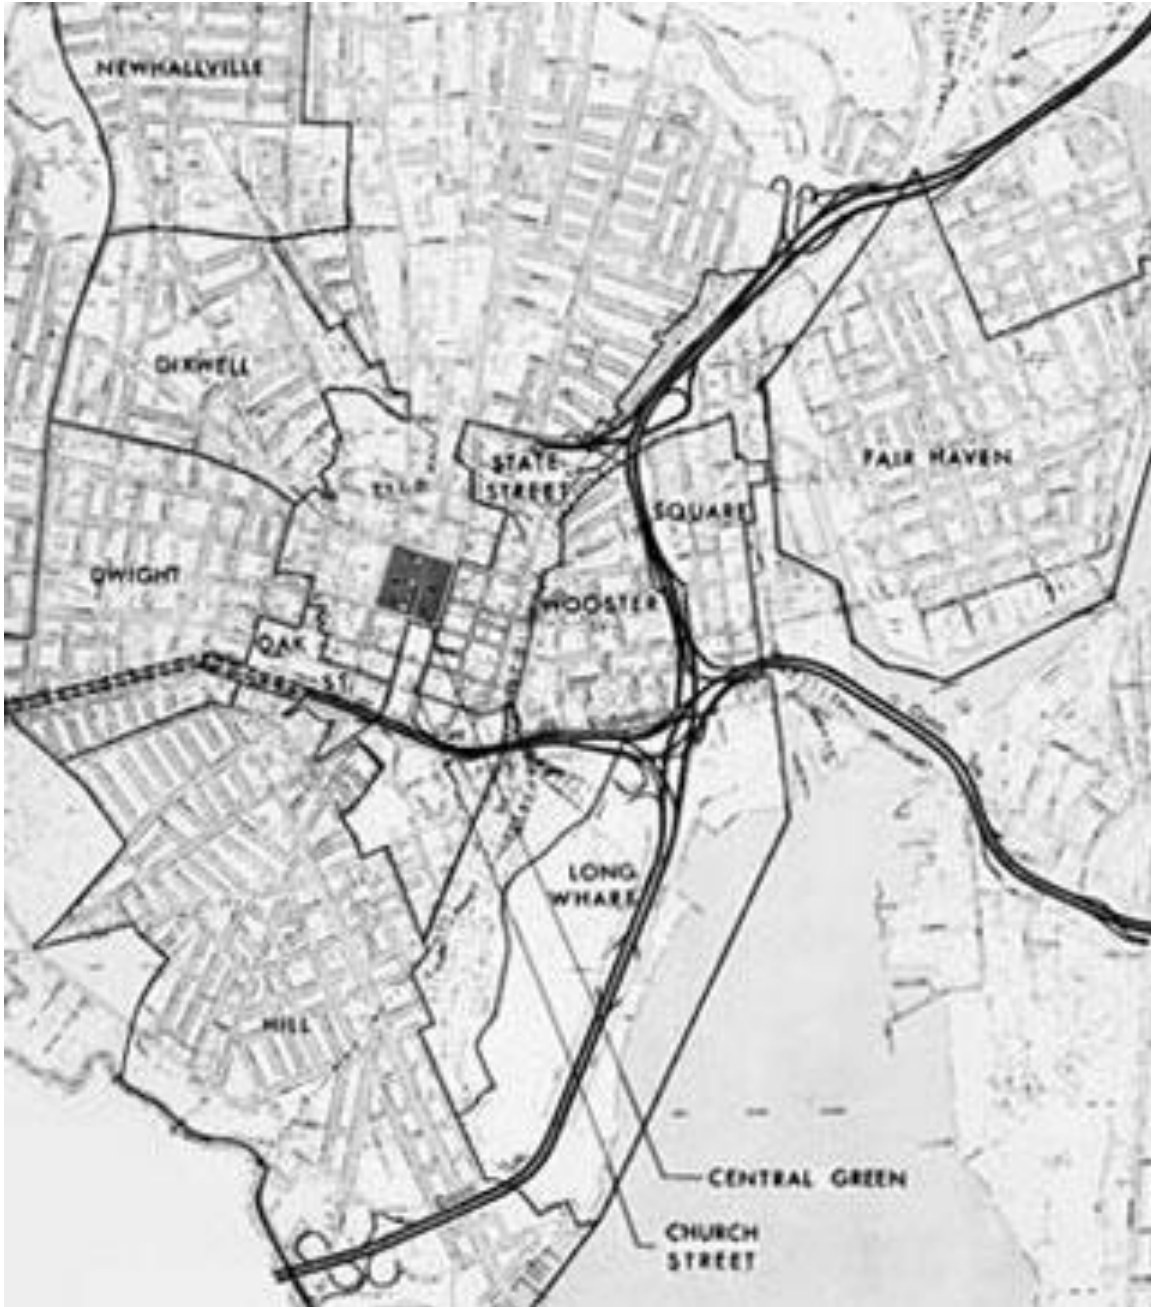 NEWHALLVILLE
DIXWELL
STATE
STREET
FAIR HAVEN
SQUARE
DWIGHT
WOOSTER
OAK
ST.
LONG
WHARF
HILL
CENTRAL GREEN
CHURCH
STREET